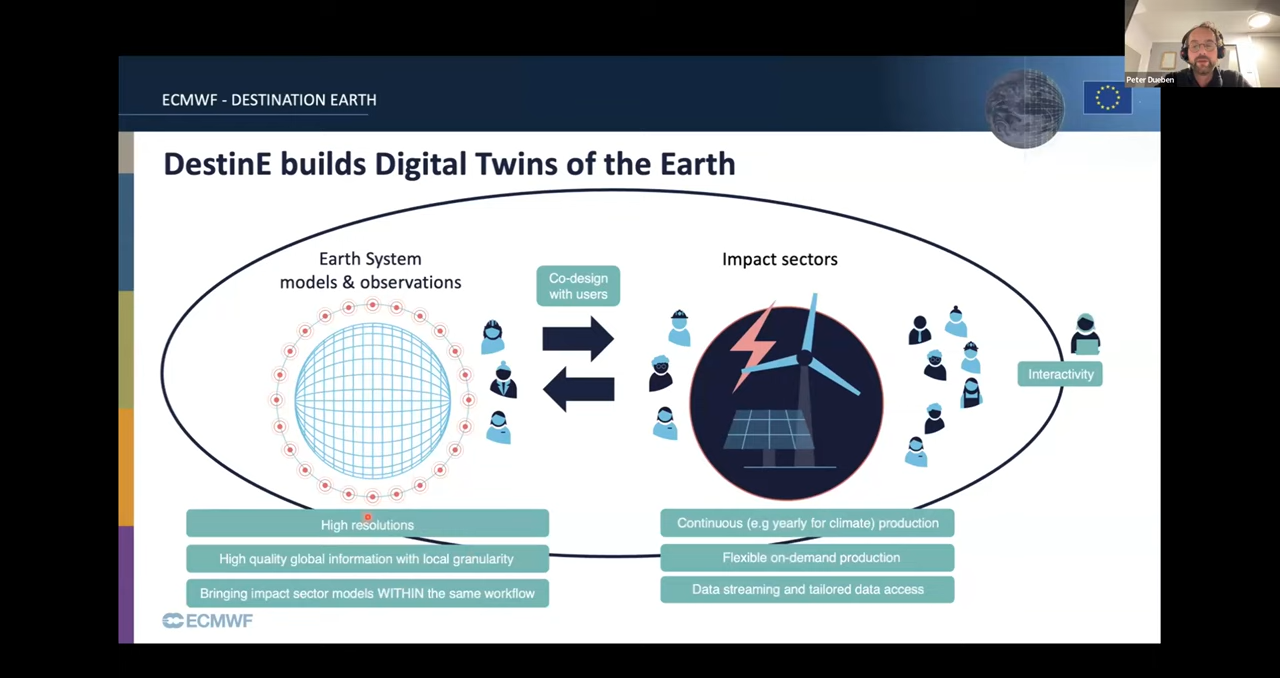 Peter Dueben
ECMWF - DESTINATION EARTH
DestinE builds Digital Twins of the Earth
Earth System
models & observations
Co-design
with users
Impact sectors
Interactivity
High resolutions
High quality global information with local granularity
Bringing impact sector models WITHIN the same workflow
Continuous (e.g yearly for climate) production
Flexible on-demand production
Data streaming and tailored data access
ECMWF